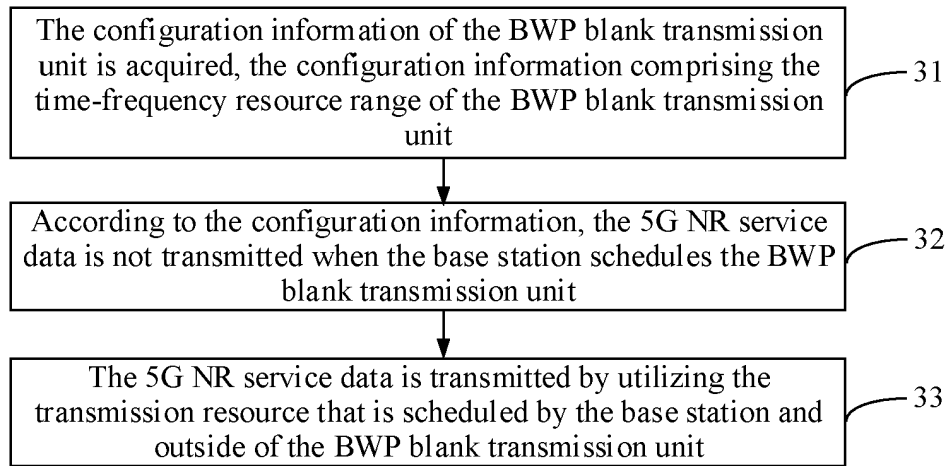 The configuration information of the BWP blank transmission
unit is acquired, the configuration information comprising the
time-frequency resource range of the BWP blank transmission
unit
31
According to the configuration information, the 5G NR service
data is not transmitted when the base station schedules the BWP
blank transmission unit
32
The 5G NR service data is transmitted by utilizing the
transmission resource that is scheduled by the base station and
outside of the BWP blank transmission unit
33